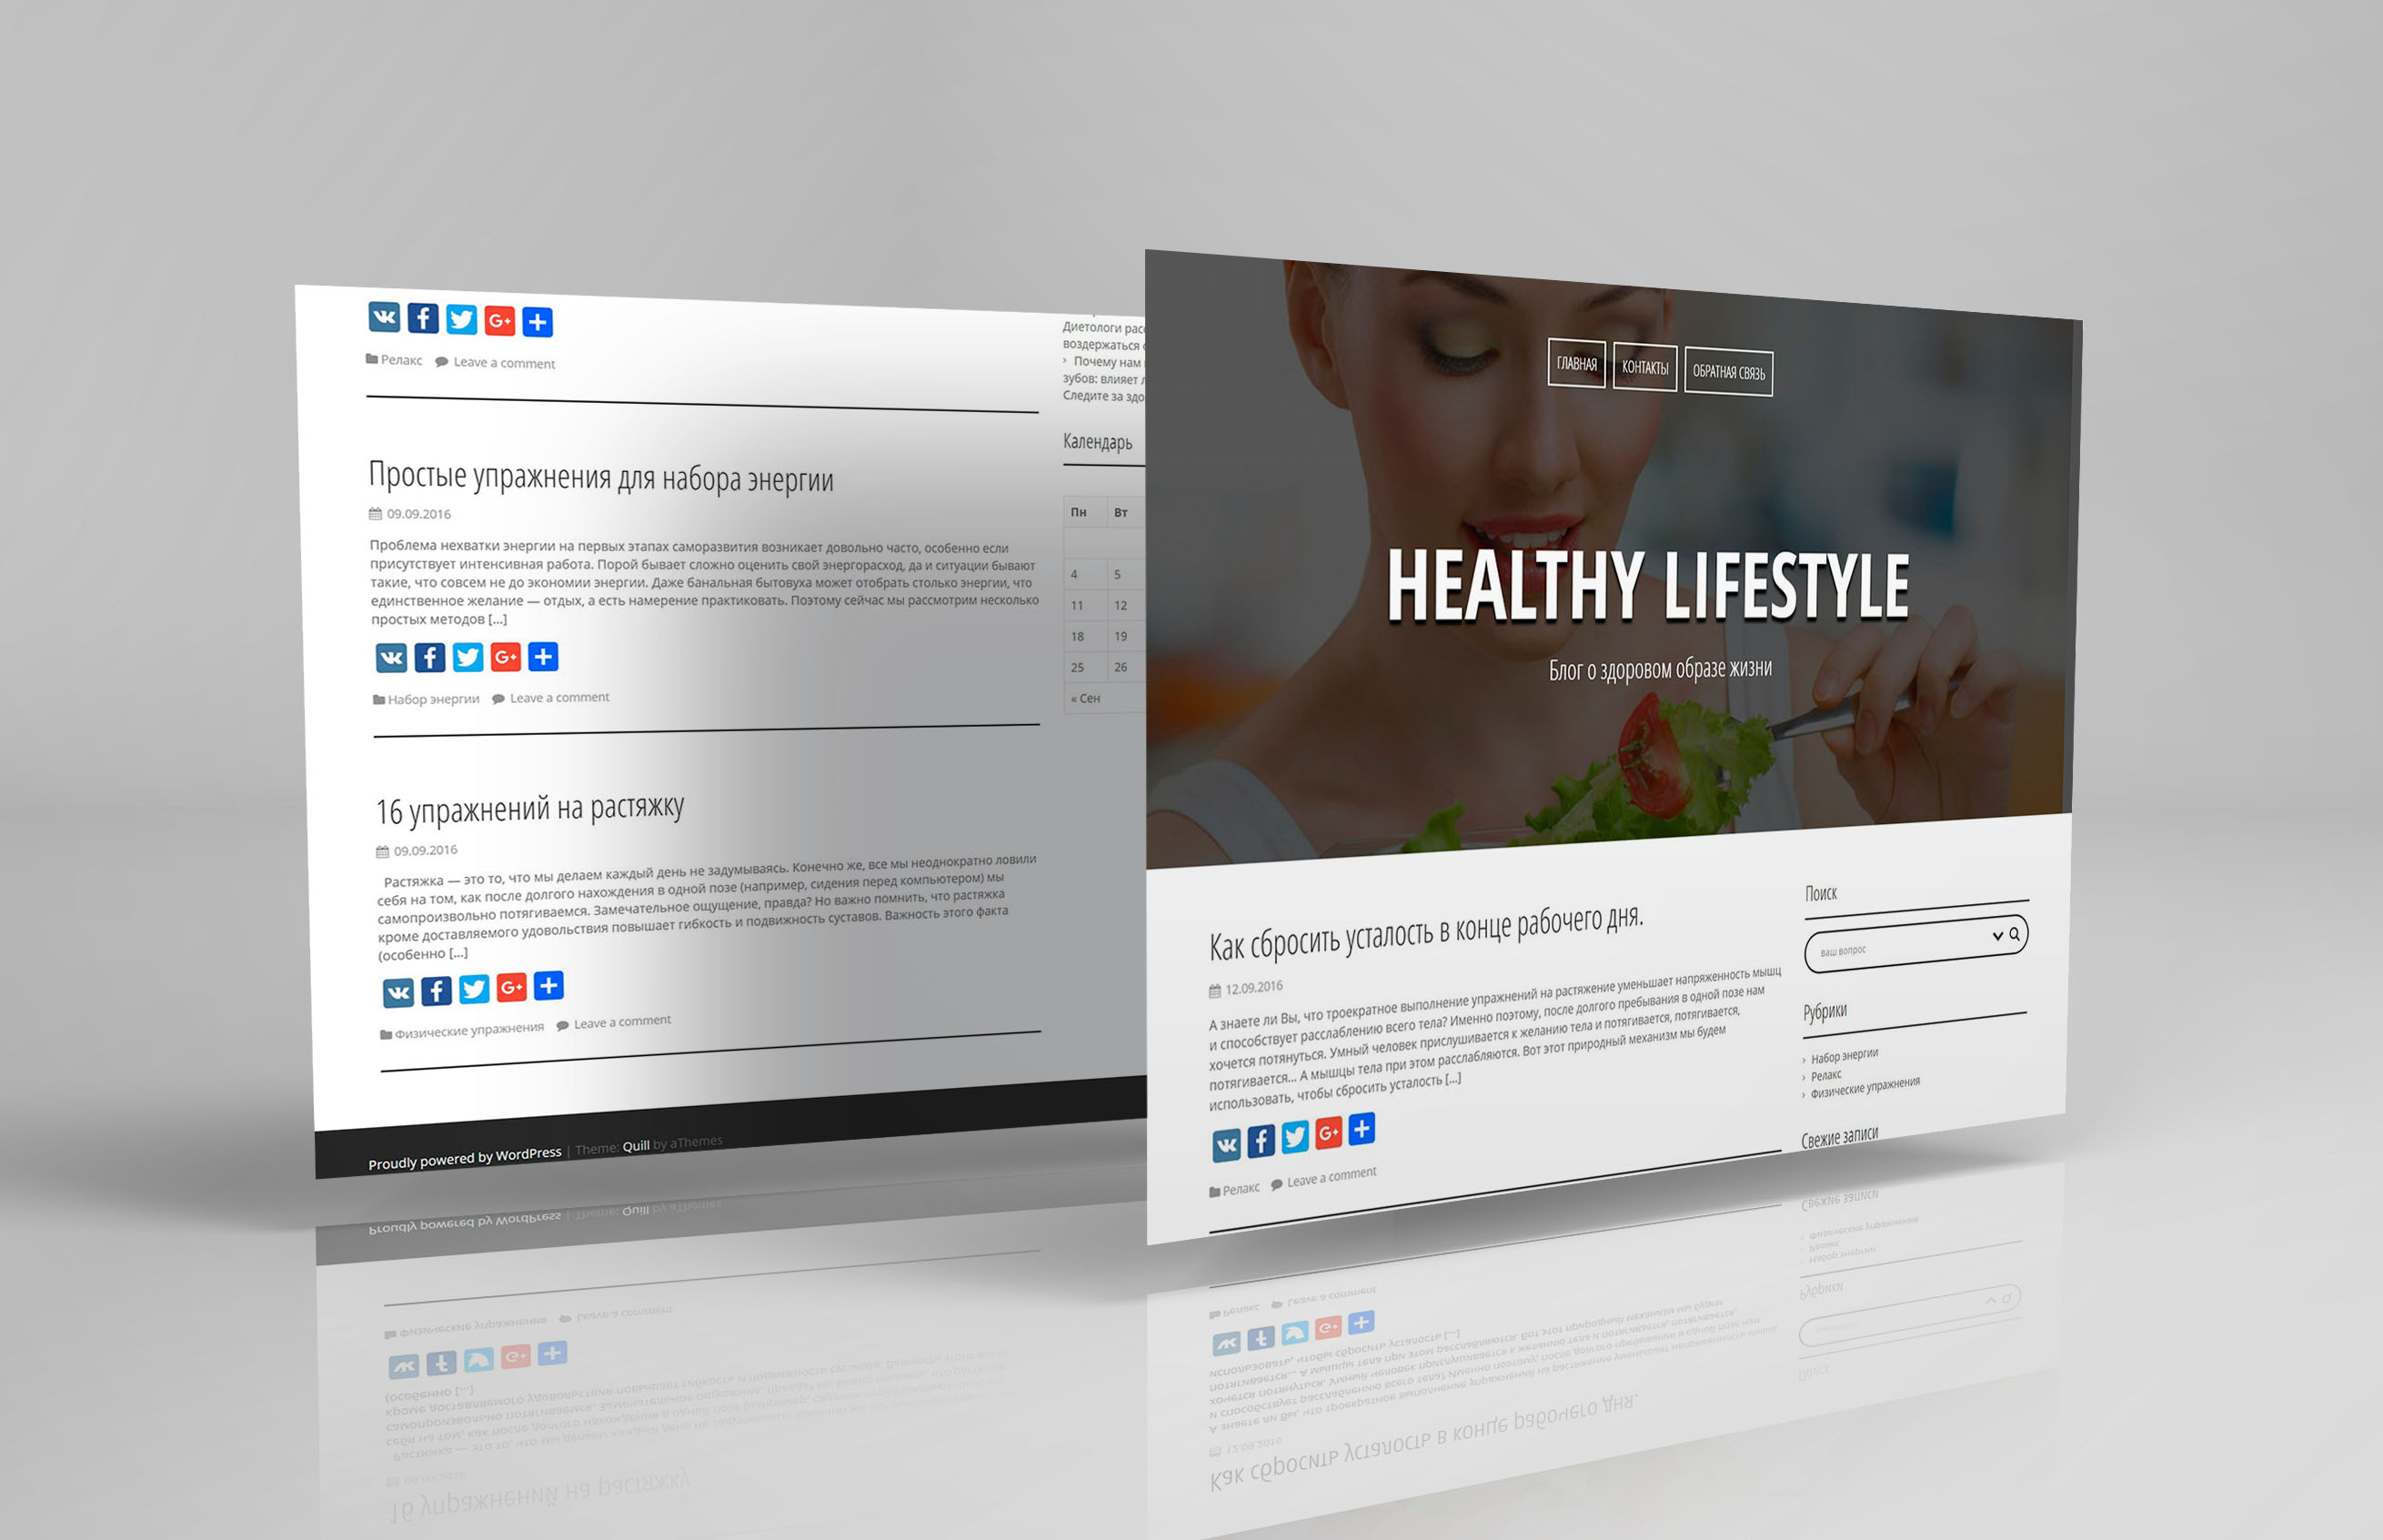 Релакс Leave a comment
Простые упражнения для набора энергии
09.09.2016
Проблема нехватки энергии на первых этапах саморазвития возникает довольно часто, особенно если
присутствует интенсивная работа. Порой бывает сложно оценить свой энергорасход, да и ситуации бывают
такие, что совсем не до экономии энергии. Даже банальная бытовуха может отобрать столько энергии, что
единственное желание — отдых, а есть намерение практиковать. Поэтому сейчас мы рассмотрим несколько
простых методов [...]
Набор энергии Leave a comment
16 упражнений на растяжку
09.09.2016
Растяжка — это то, что мы делаем каждый день не задумываясь. Конечно же, все мы неоднократно ловили
себя на том, как после долгого нахождения в одной позе (например, сидения перед компьютером) мы
самопроизвольно потягиваемся. Замечательное ощущение, правда? Но важно помнить, что растяжка
кроме доставляемого удовольствия повышает гибкость и подвижность суставов. Важность этого факта
(особенно [...]
Физические упражнения Leave a comment
Proudly powered by WordPress | Theme: Quill by aThemes
Диетологи
воздержаться
› Почему нам
зубов: влияет
Следите за
Календарь
Пн Вт
4 5
11 12
18 19
25 26
« Сен
ГЛАВНАЯ КОНТАКТЫ ОБРАТНАЯ СВЯЗЬ
HEALTHY LIFESTYLE
Блог о здоровом образе жизни
Как сбросить усталость в конце рабочего дня.
12.09.2016
А знаете ли Вы, что троекратное выполнение упражнений на растяжение уменьшает напряженность мышц
и способствует расслаблению всего тела? Именно поэтому, после долгого пребывания в одной позе нам
хочется потянуться. Умный человек прислушивается к желанию тела и потягивается, потягивается,
потягивается... А мышцы тела при этом расслабляются. Вот этот природный механизм мы будем
использовать, чтобы сбросить усталость [...]
Релакс Leave a comment
Поиск
ваш вопрос
Рубрики
› Набор энергии
› Релакс
› Физические упражнения
Свежие записи